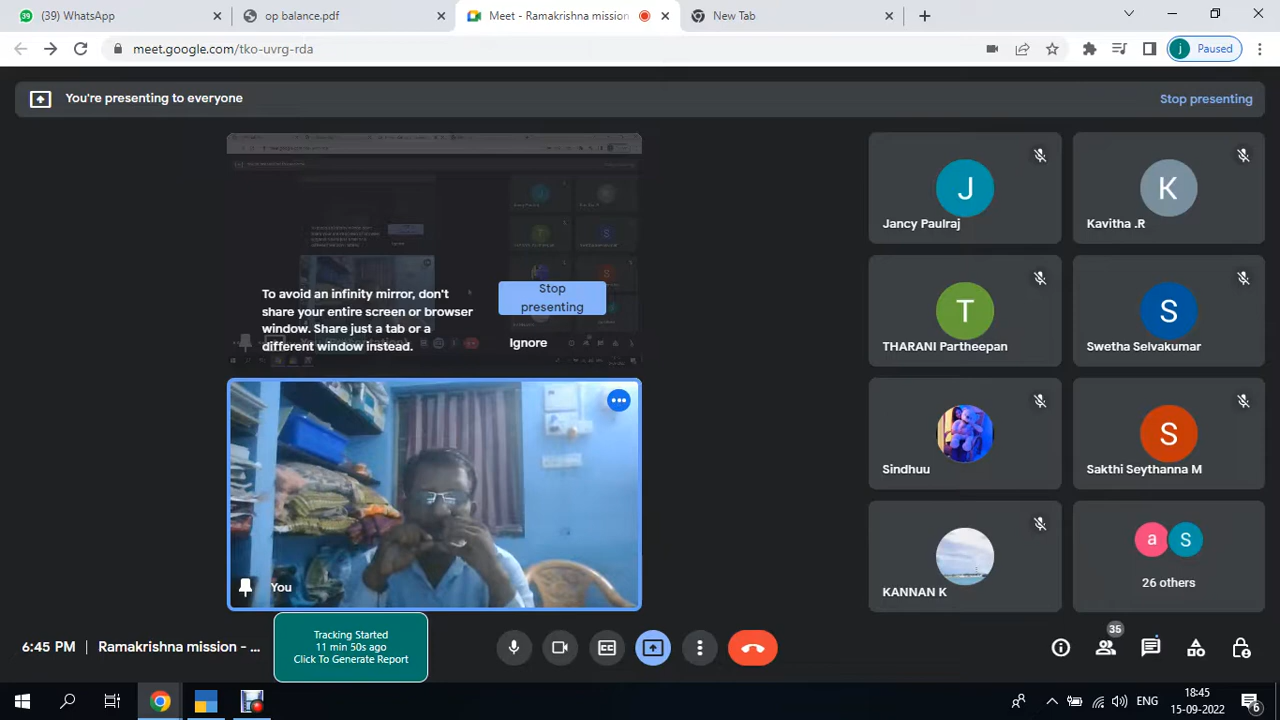 (39) WhatsApp
op balance.pdf
Meet - Ramakrishna mission
New Tab
meet.google.com/tko-uvrg-rda
j
Paused
You're presenting to everyone
Stop presenting
To avoid an infinity mirror, don't
share your entire screen or browser
window. Share just a tab or a
different window instead.
Stop
presenting
Ignore
You
J
Jancy Paulraj
K
Kavitha .R
T
THARANI Partheepan
S
Swetha Selvakumar
Sindhuu
S
Sakthi Seythanna M
KANNAN K
a
S
26 others
6:45 PM
Ramakrishna mission - ...
Tracking Started
11 min 50s ago
Click To Generate Report
CC
35
ENG
18:45
15-09-2022
6